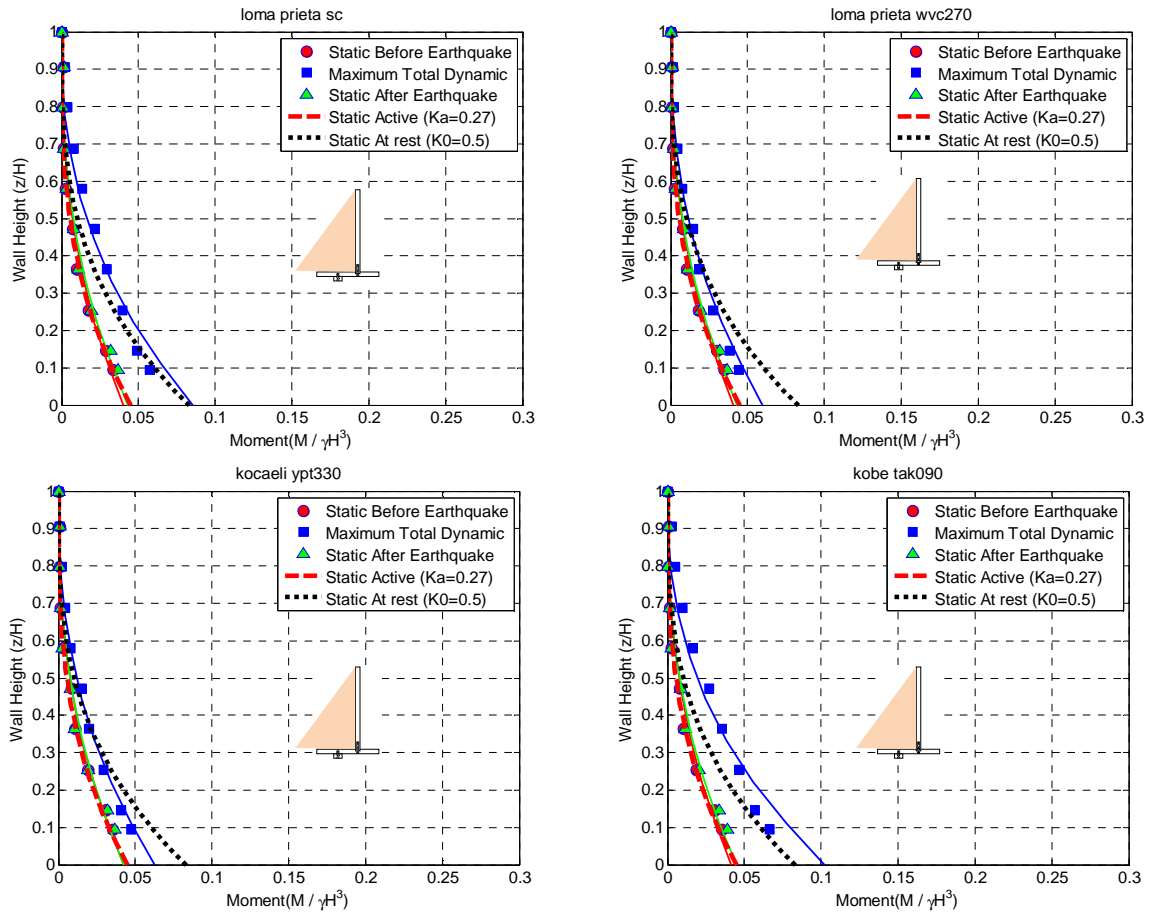 loma prieta sc
1
0.9
0.8
0.7
0.6
0.5
0.4
0.3
0.2
0.1
0
Wall Height (z/H)
Static Before Earthquake
Maximum Total Dynamic
Static After Earthquake
Static Active (Ka=0.27)
Static At rest (K0=0.5)
0 0.05 0.1 0.15 0.2 0.25 0.3
Moment(M / γH³)
loma prieta wvc270
1
0.9
0.8
0.7
0.6
0.5
0.4
0.3
0.2
0.1
0
Wall Height (z/H)
Static Before Earthquake
Maximum Total Dynamic
Static After Earthquake
Static Active (Ka=0.27)
Static At rest (K0=0.5)
0 0.05 0.1 0.15 0.2 0.25 0.3
Moment(M / γH³)
kocaeli ypt330
1
0.9
0.8
0.7
0.6
0.5
0.4
0.3
0.2
0.1
0
Wall Height (z/H)
Static Before Earthquake
Maximum Total Dynamic
Static After Earthquake
Static Active (Ka=0.27)
Static At rest (K0=0.5)
0 0.05 0.1 0.15 0.2 0.25 0.3
Moment(M / γH³)
kobe tak090
1
0.9
0.8
0.7
0.6
0.5
0.4
0.3
0.2
0.1
0
Wall Height (z/H)
Static Before Earthquake
Maximum Total Dynamic
Static After Earthquake
Static Active (Ka=0.27)
Static At rest (K0=0.5)
0 0.05 0.1 0.15 0.2 0.25 0.3
Moment(M / γH³)